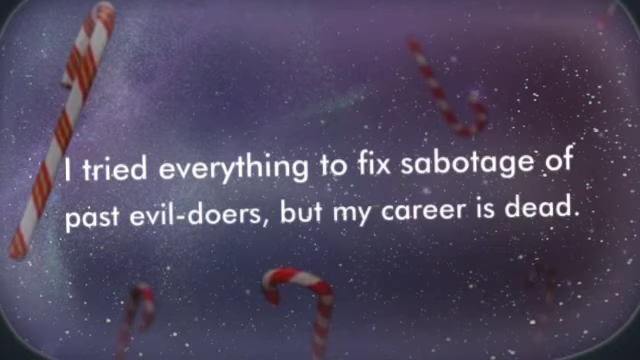 I tried everything to fix sabotage of
past evil-doers, but my career is dead.